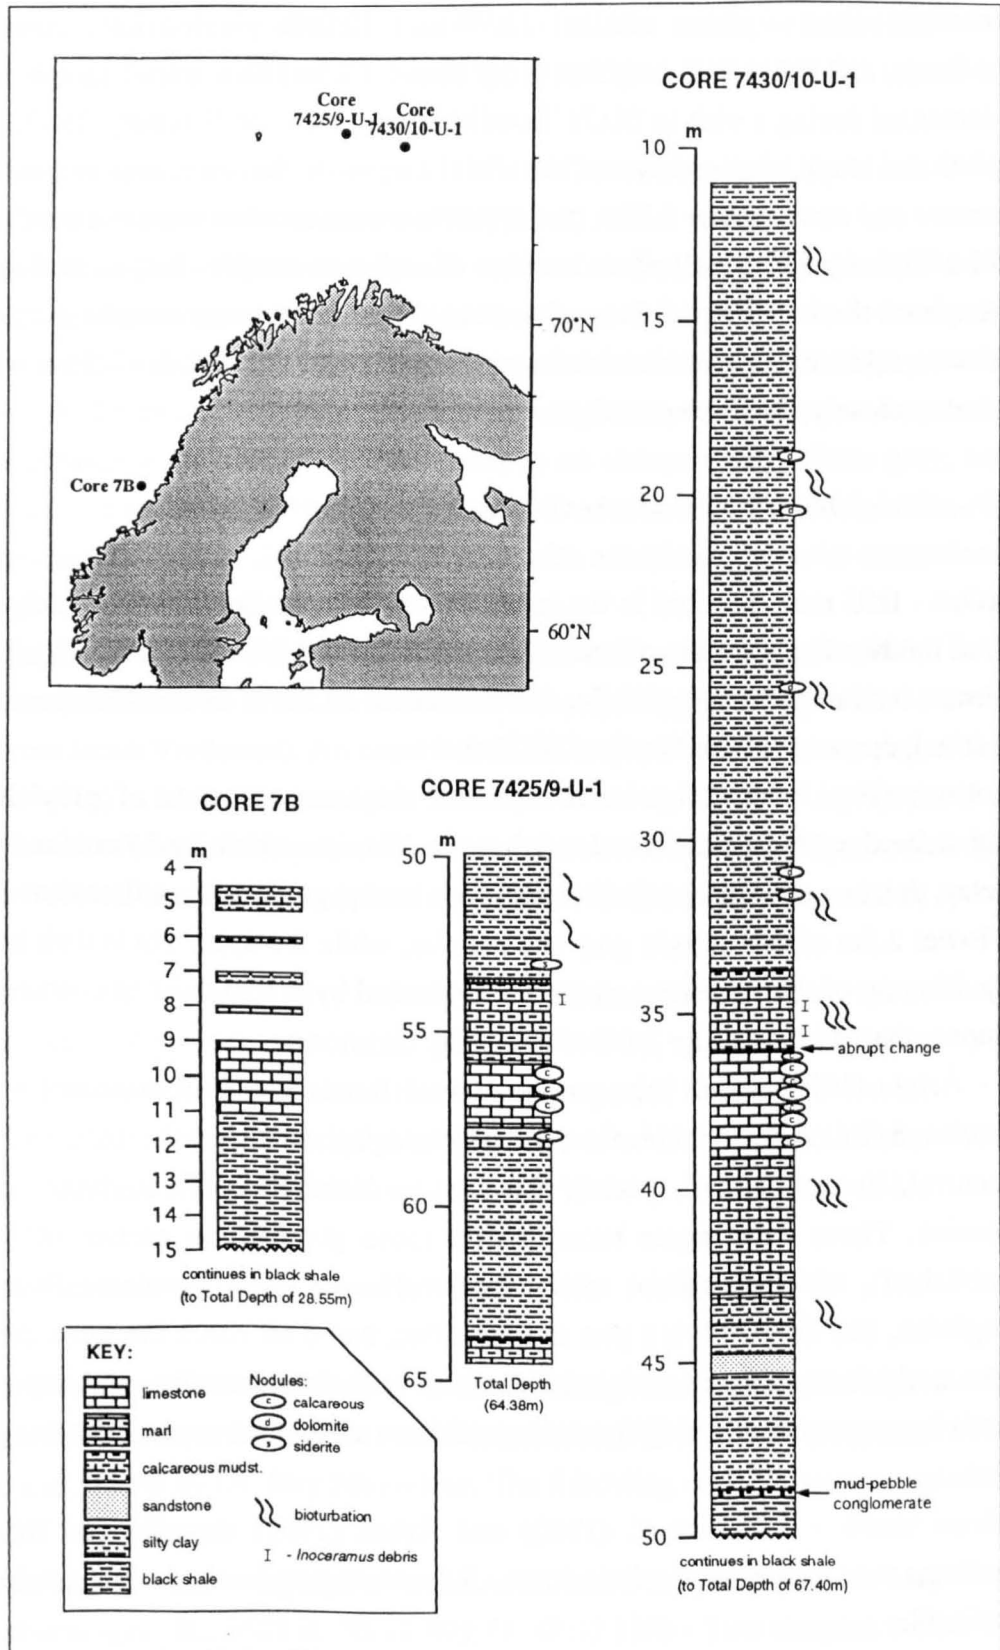 Core
7425/9-U-1
Core
7430/10-U-1
70°N
Core 7B
60°N
CORE 7430/10-U-1
m
10
15
20
25
30
35
40
45
50
d
d
d
d
d
I
I
abrupt change
c
c
c
c
c
c
c
mud-pebble
conglomerate
continues in black shale
(to Total Depth of 67.40m)
CORE 7B
m
4
5
6
7
8
9
10
11
12
13
14
15
continues in black shale
(to Total Depth of 28.55m)
CORE 7425/9-U-1
m
50
55
60
65
s
I
c
c
c
c
Total Depth
(64.38m)
KEY:
limestone
marl
calcareous mudst.
sandstone
silty clay
black shale
Nodules:
c calcareous
d dolomite
s siderite
bioturbation
I - Inoceramus debris